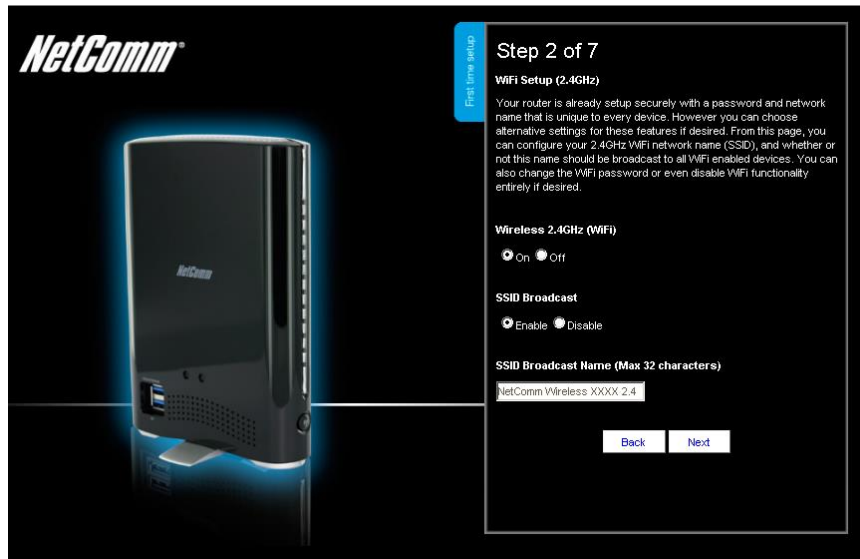 NetComm
First time setup
Step 2 of 7
WiFi Setup (2.4GHz)
Your router is already setup securely with a password and network
name that is unique to every device. However you can choose
alternative settings for these features if desired. From this page, you
can configure your 2.4GHz WiFi network name (SSID), and whether or
not this name should be broadcast to all WiFi enabled devices. You can
also change the WiFi password or even disable WiFi functionality
entirely if desired.
Wireless 2.4GHz (WiFi)
On Off
SSID Broadcast
Enable Disable
SSID Broadcast Name (Max 32 characters)
NetComm Wireless XXXX 2.4
Back Next
NetComm